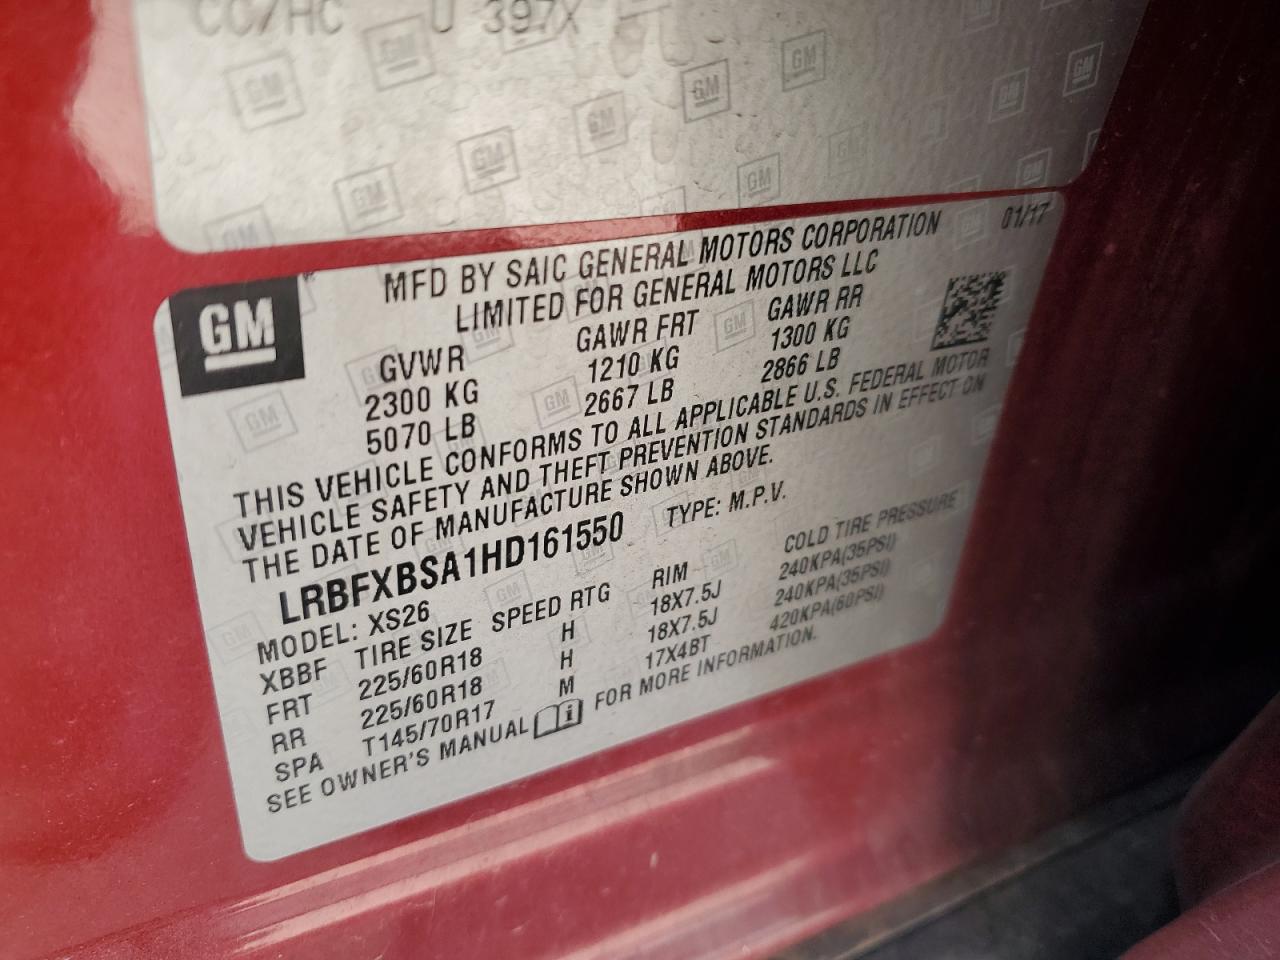 CC/HC U 397X
GM
MFD BY SAIC GENERAL MOTORS CORPORATION 01/17
LIMITED FOR GENERAL MOTORS LLC
GVWR GAWR FRT GAWR RR
2300 KG 1210 KG 1300 KG
5070 LB 2667 LB 2866 LB
THIS VEHICLE CONFORMS TO ALL APPLICABLE U.S. FEDERAL MOTOR
VEHICLE SAFETY AND THEFT PREVENTION STANDARDS IN EFFECT ON
THE DATE OF MANUFACTURE SHOWN ABOVE.
LRBFXBSA1HD161550 TYPE: M.P.V.
MODEL: XS26
XBBF TIRE SIZE SPEED RTG RIM COLD TIRE PRESSURE
FRT 225/60R18 H 18X7.5J 240KPA(35PSI)
RR 225/60R18 H 18X7.5J 240KPA(35PSI)
SPA T145/70R17 M 17X4BT 420KPA(60PSI)
SEE OWNER'S MANUAL FOR MORE INFORMATION.